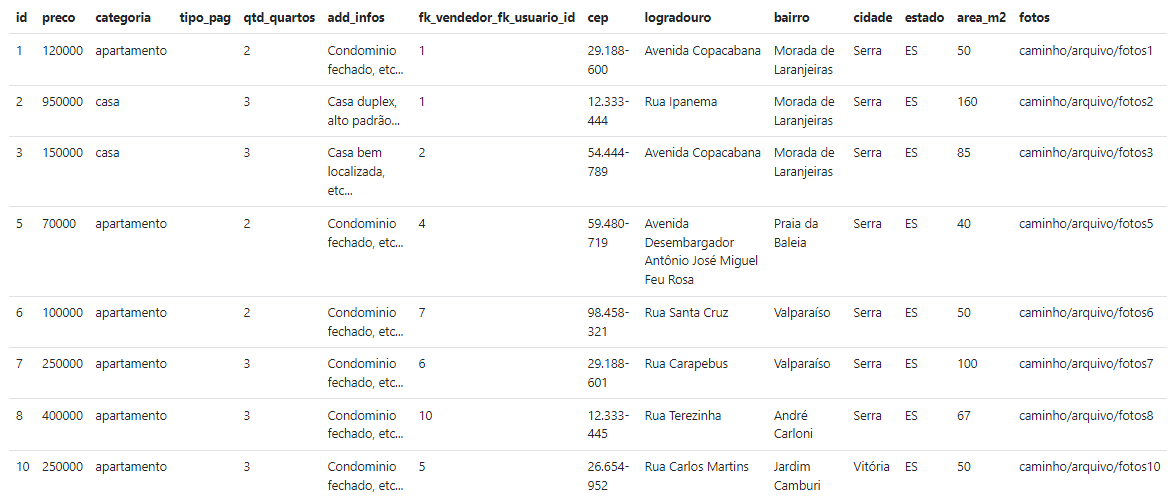 id preco categoria tipo_pag qtd_quartos add_infos fk_vendedor_fk_usuario_id cep logradouro bairro cidade estado area_m2 fotos
1 120000 apartamento 2 Condominio 1 29.188- Avenida Copacabana Morada de Serra ES 50 caminho/arquivo/fotos1
fechado, etc... 600 Laranjeiras
2 950000 casa 3 Casa duplex, 1 12.333- Rua Ipanema Morada de Serra ES 160 caminho/arquivo/fotos2
alto padrão... 444 Laranjeiras
3 150000 casa 3 Casa bem 2 54.444- Avenida Copacabana Morada de Serra ES 85 caminho/arquivo/fotos3
localizada, 789 Laranjeiras
etc...
5 70000 apartamento 2 Condominio 4 59.480- Avenida Praia da Serra ES 40 caminho/arquivo/fotos5
fechado, etc... 719 Desembargador Baleia
Antônio José Miguel
Feu Rosa
6 100000 apartamento 2 Condominio 7 98.458- Rua Santa Cruz Valparaíso Serra ES 50 caminho/arquivo/fotos6
fechado, etc... 321
7 250000 apartamento 3 Condominio 6 29.188- Rua Carapebus Valparaíso Serra ES 100 caminho/arquivo/fotos7
fechado, etc... 601
8 400000 apartamento 3 Condominio 10 12.333- Rua Terezinha André Serra ES 67 caminho/arquivo/fotos8
fechado, etc... 445 Carloni
10 250000 apartamento 3 Condominio 5 26.654- Rua Carlos Martins Jardim Vitória ES 50 caminho/arquivo/fotos10
fechado, etc... 952 Camburi